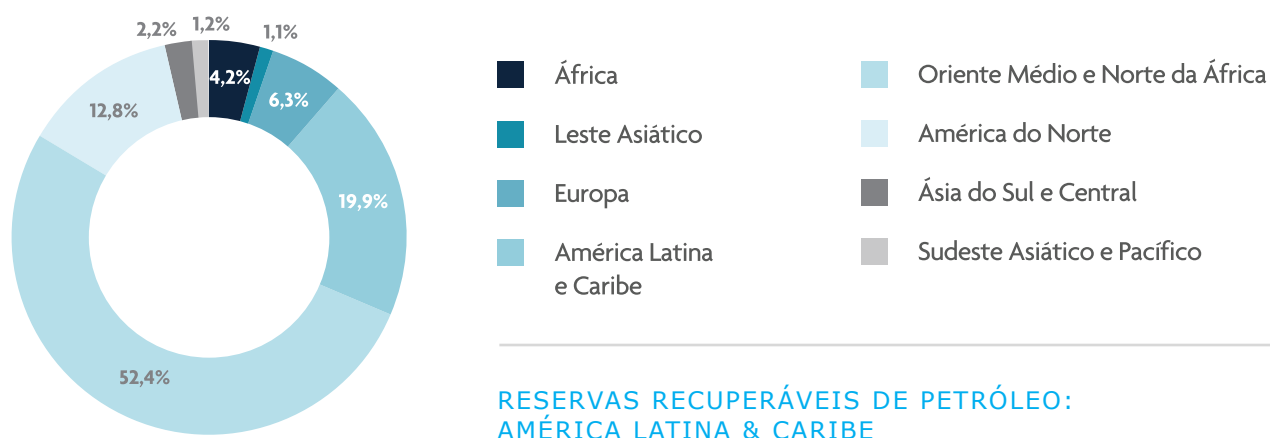 2,2%
1,2%
1,1%
4,2%
6,3%
12,8%
19,9%
52,4%
África
Leste Asiático
Europa
América Latina
e Caribe
Oriente Médio e Norte da África
América do Norte
Ásia do Sul e Central
Sudeste Asiático e Pacífico
RESERVAS RECUPERÁVEIS DE PETRÓLEO:
AMÉRICA LATINA & CARIBE